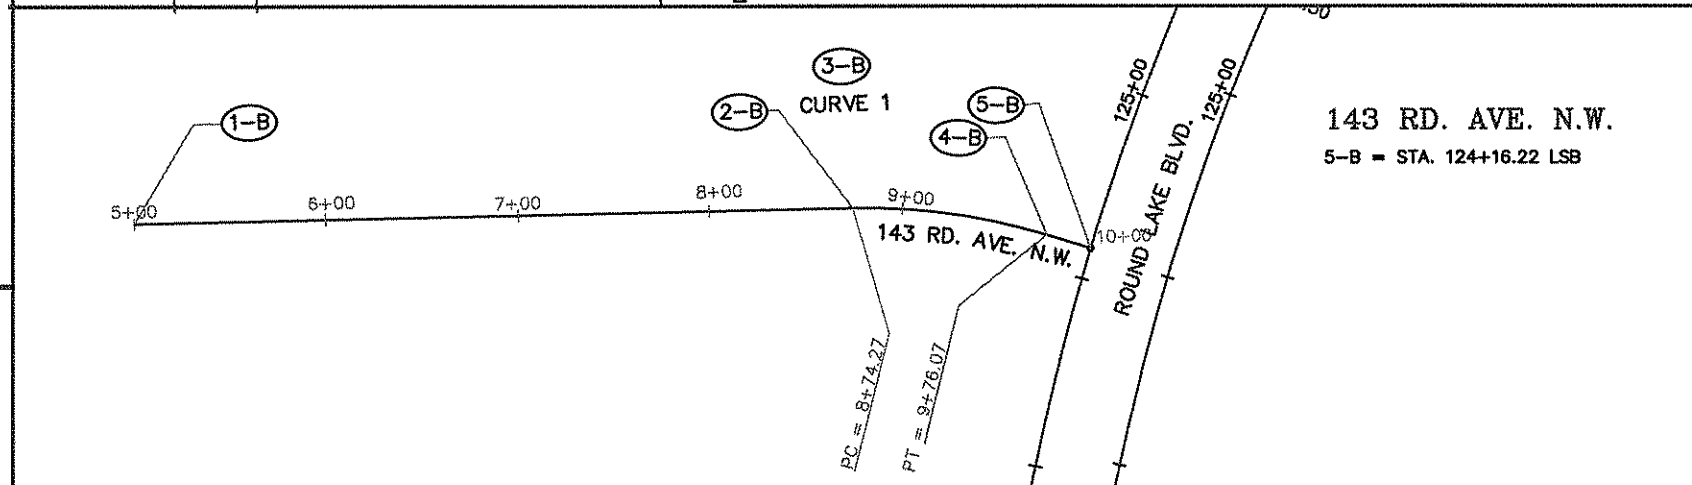 3-B
CURVE 1
2-B
5-B
4-B
1-B
125+00
125+00
143 RD. AVE. N.W.
5-B = STA. 124+16.22 LSB
5+00
6+00
7+00
8+00
9+00
10+00
143 RD. AVE. N.W.
ROUND LAKE BLVD.
PC = 8+74.27
PT = 9+76.07